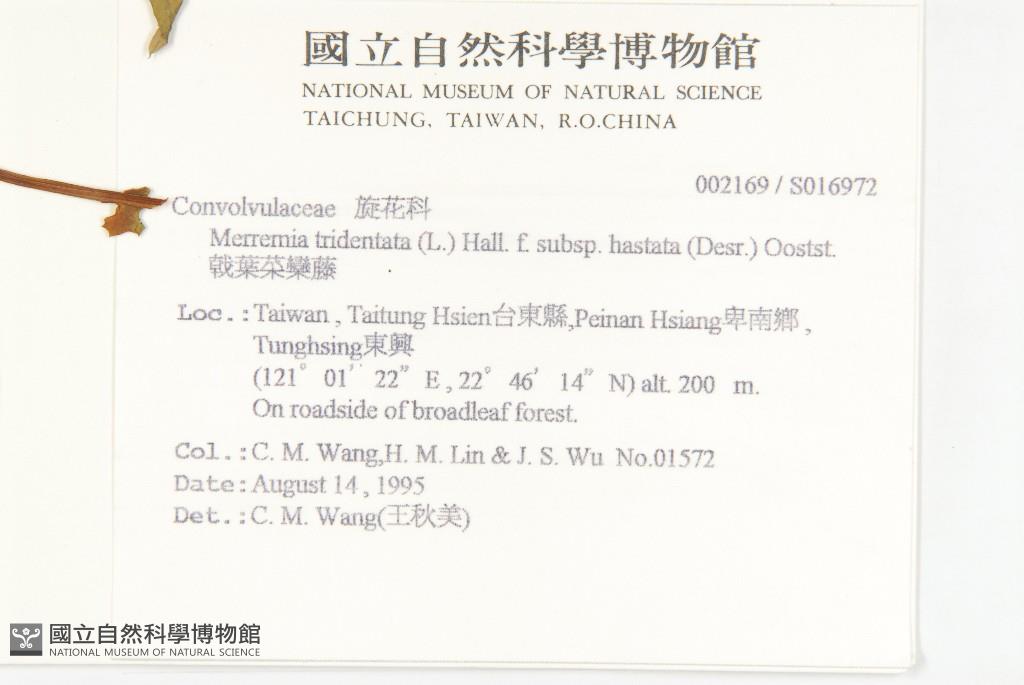 國立自然科學博物館
NATIONAL MUSEUM OF NATURAL SCIENCE
TAICHUNG, TAIWAN, R.O.CHINA
002169 / S016972
Convolvulaceae 旋花科
Merremia tridentata (L.) Hall. f. subsp. hastata (Desr.) Ooststr.
戟葉菜欒藤
Loc.:Taiwan , Taitung Hsien台東縣,Peinan Hsiang卑南鄉 ,
Tunghsing東興
(121° 01' 22" E , 22° 46' 14" N) alt. 200 m.
On roadside of broadleaf forest.
Col.:C. M. Wang,H. M. Lin & J. S. Wu No.01572
Date:August 14 , 1995
Det.:C. M. Wang(王秋美)
國立自然科學博物館
NATIONAL MUSEUM OF NATURAL SCIENCE